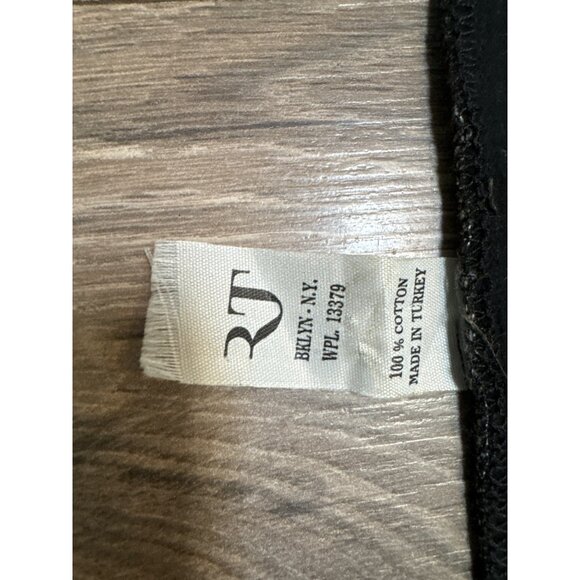 RT
BKLYN - N.Y.
WPL. 13379
100 % COTTON
MADE IN TURKEY